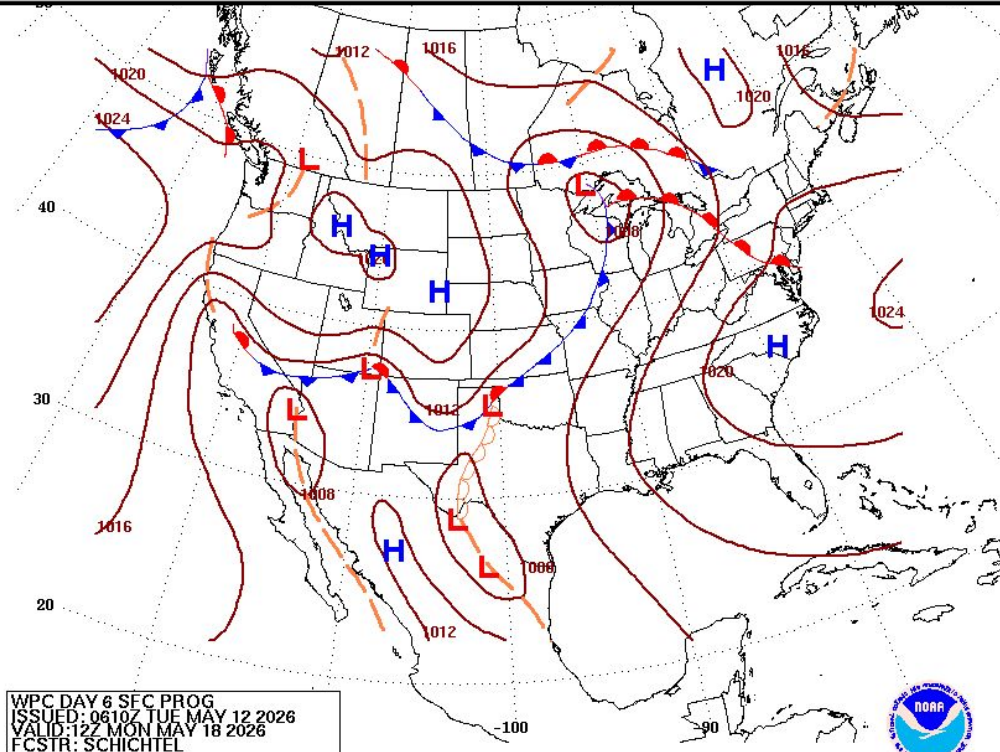 1012
1016
1016
H
1020
1020
1024
L
L
40
H
H
1008
H
1024
H
1020
L
L
1012
L
30
1008
1016
L
H
L
1008
20
1012
WPC DAY 6 SFC PROG
ISSUED: 0610Z TUE MAY 12 2026
VALID:12Z MON MAY 18 2026
FCSTR: SCHICHTEL
-100
-90
NOAA